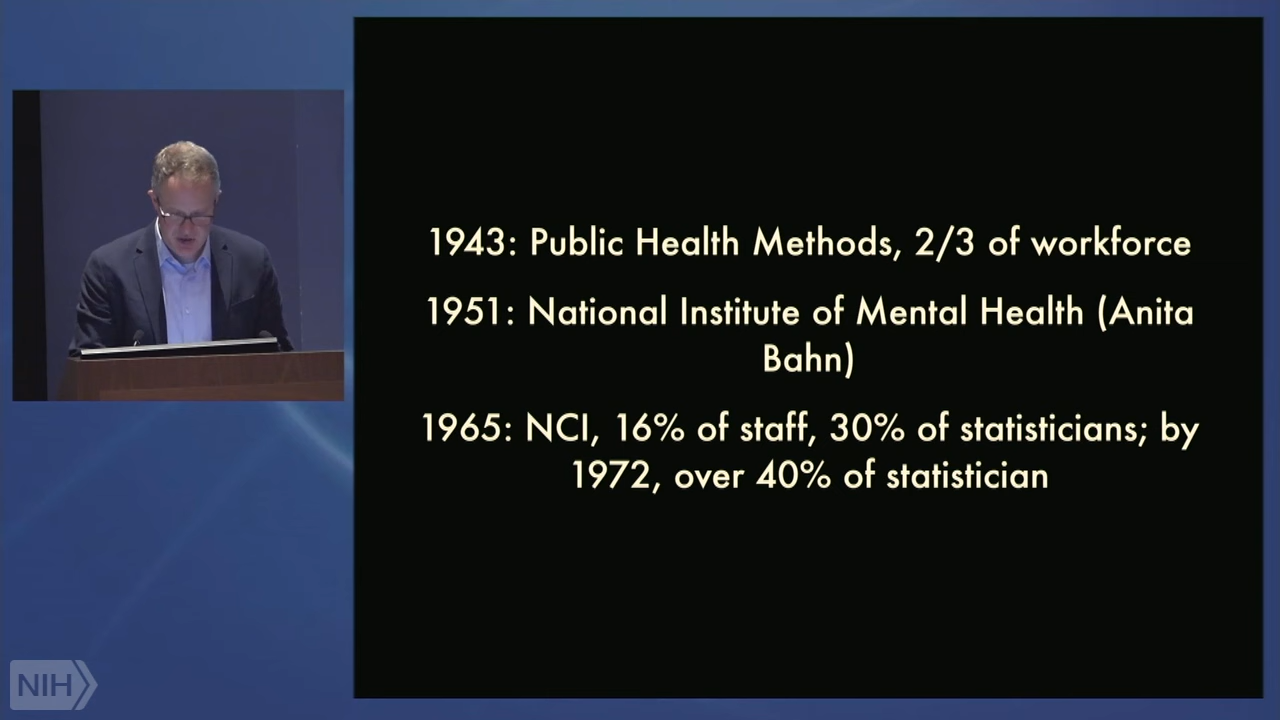 1943: Public Health Methods, 2/3 of workforce
1951: National Institute of Mental Health (Anita
Bahn)
1965: NCI, 16% of staff, 30% of statisticians; by
1972, over 40% of statistician
NIH